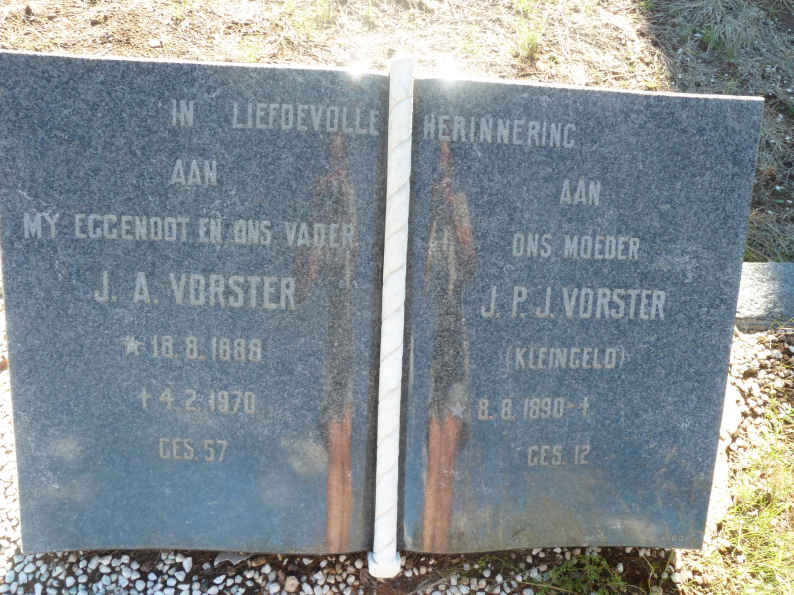 IN LIEFDEVOLLE HERINNERING
AAN
MY EGGENOOT EN ONS VADER
J. A. VORSTER
* 18. 8. 1888
+ 4. 2. 1970
GES. 57
AAN
ONS MOEDER
J. P. J. VORSTER
(KLEINGELD)
* 8. 8. 1890 - +
GES. 12